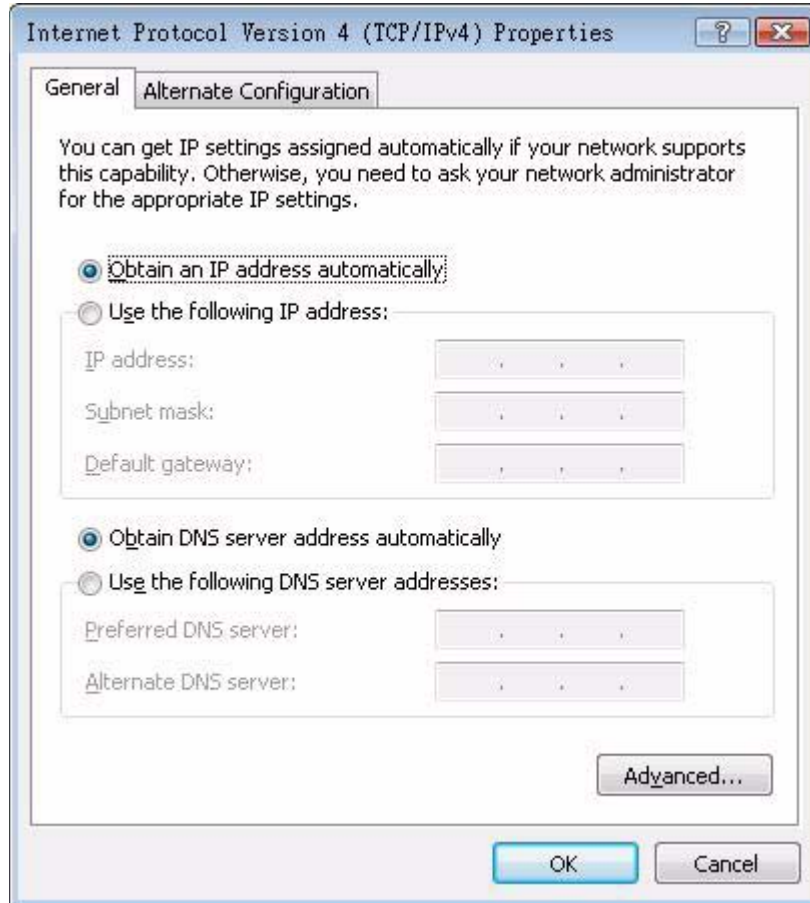 Internet Protocol Version 4 (TCP/IPv4) Properties
General
Alternate Configuration
You can get IP settings assigned automatically if your network supports
this capability. Otherwise, you need to ask your network administrator
for the appropriate IP settings.
Obtain an IP address automatically
Use the following IP address:
IP address:
Subnet mask:
Default gateway:
Obtain DNS server address automatically
Use the following DNS server addresses:
Preferred DNS server:
Alternate DNS server:
Advanced...
OK
Cancel